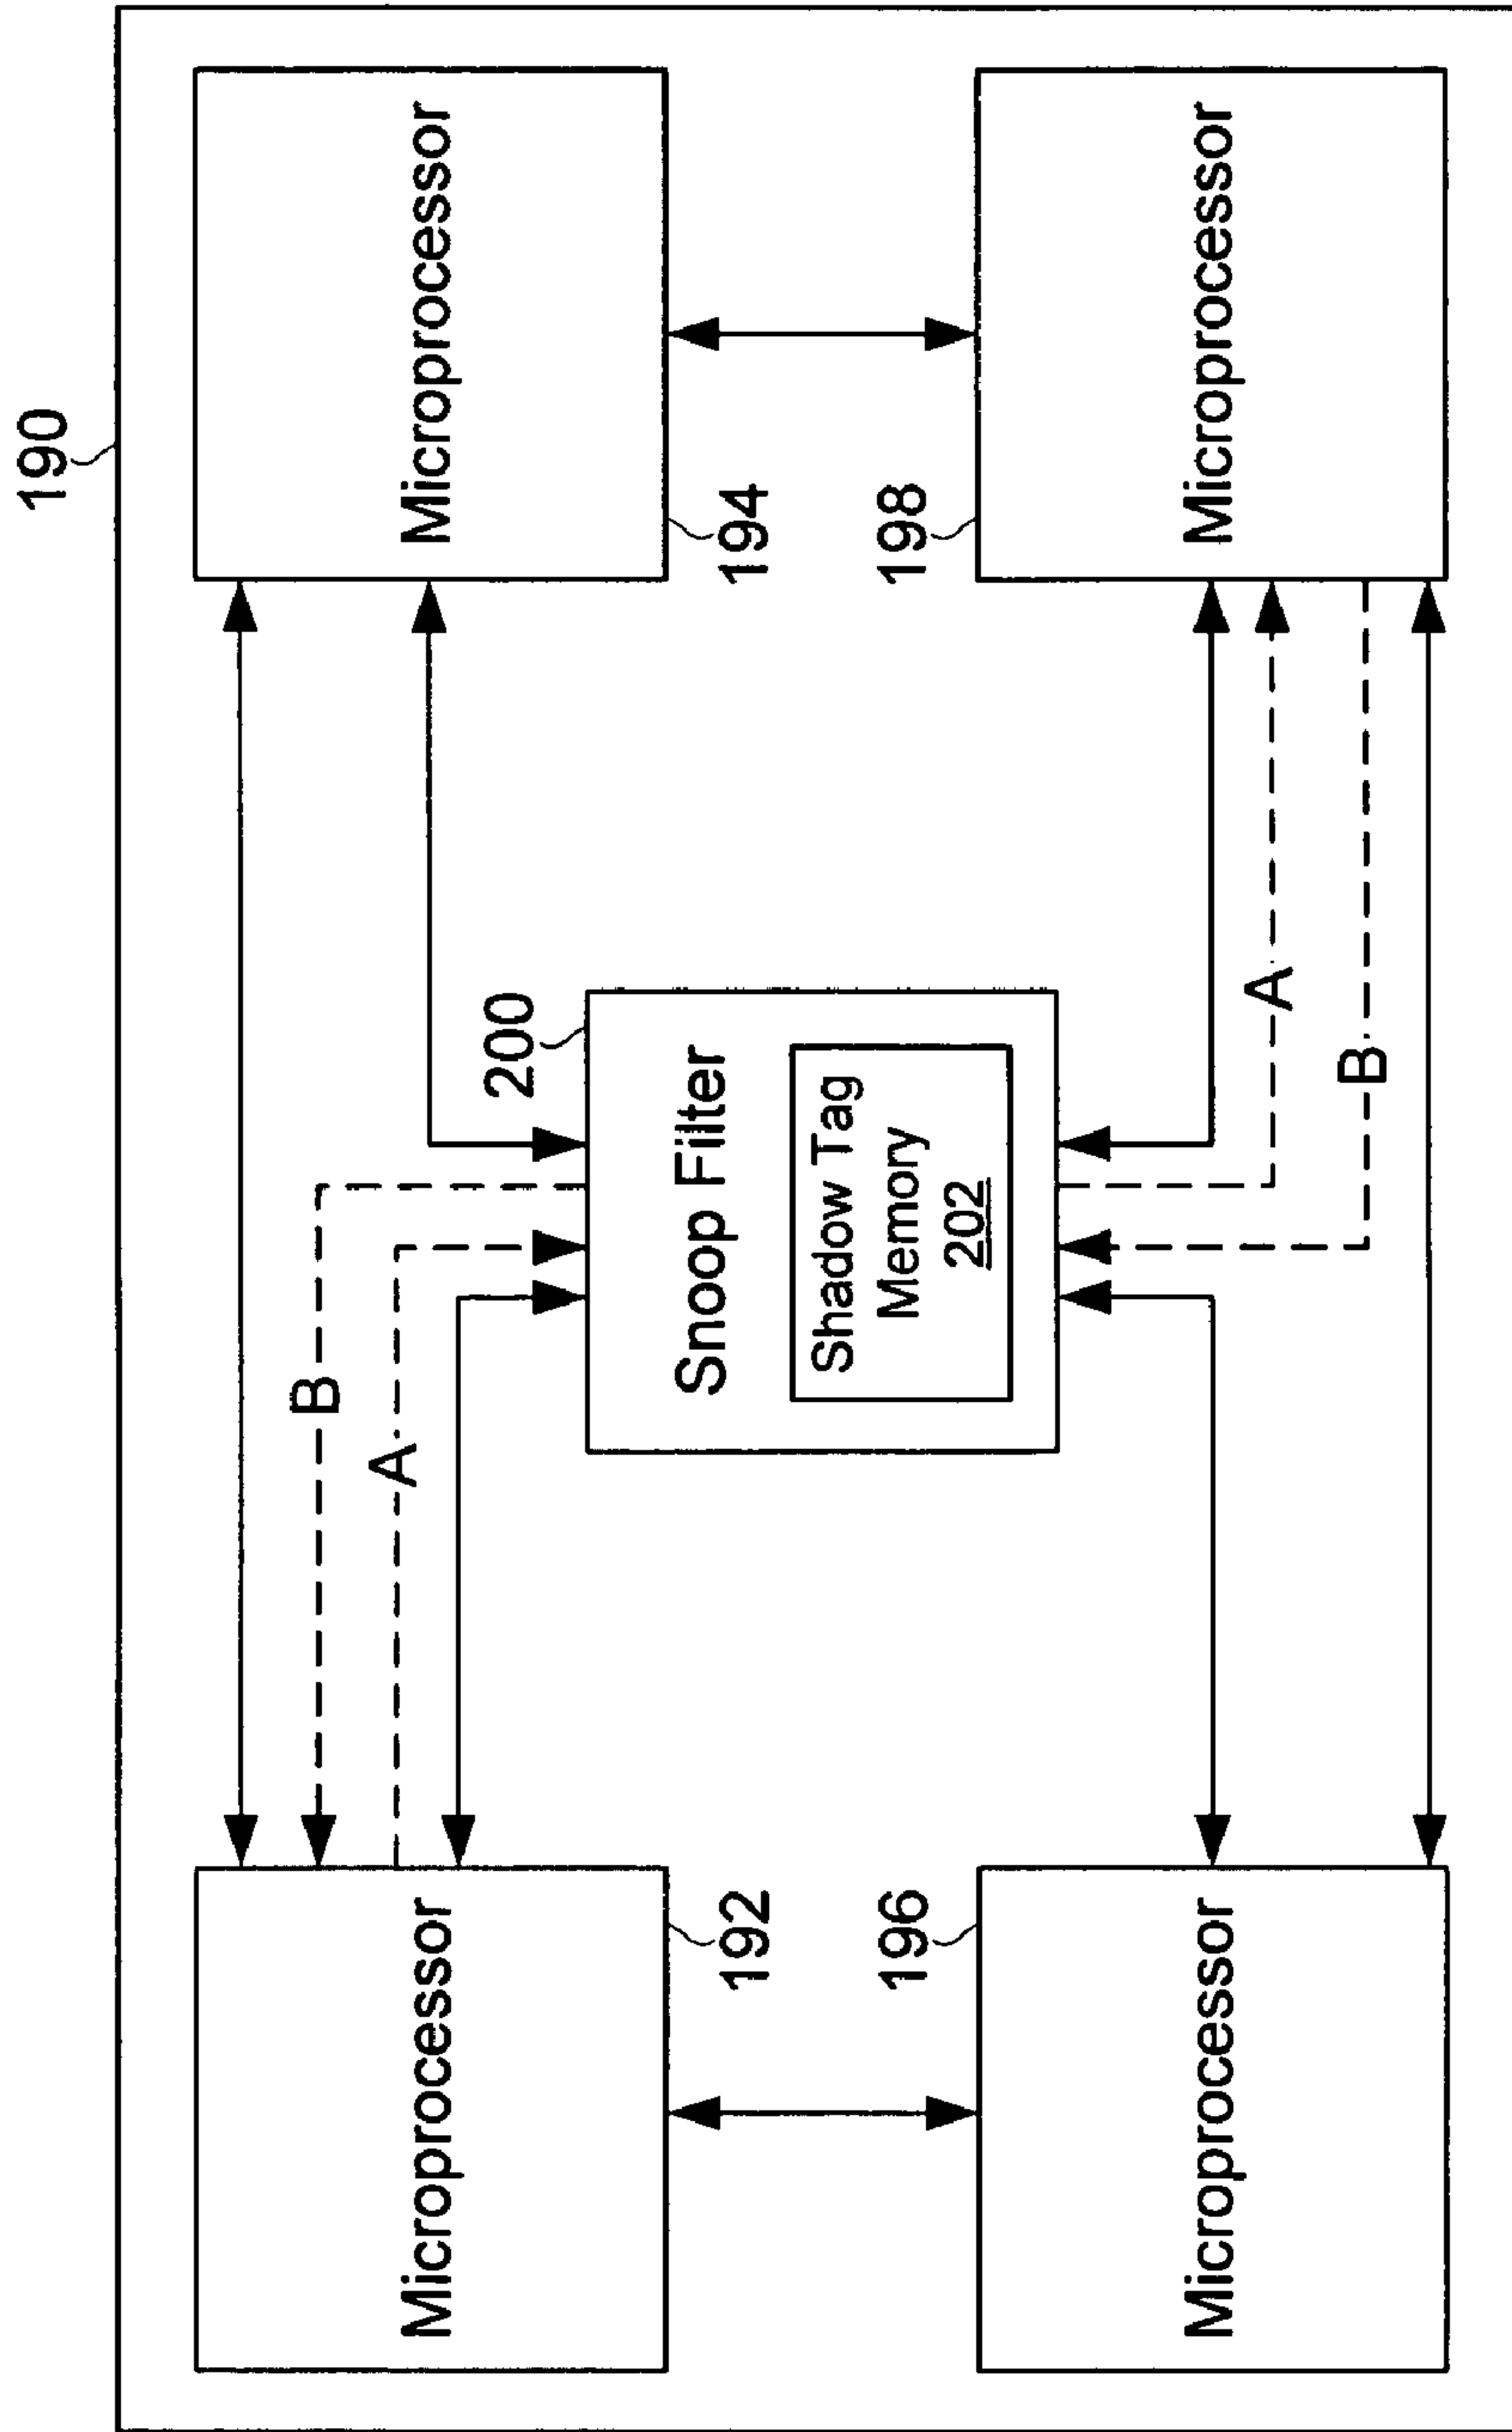 190
Microprocessor
192
Microprocessor
194
B
A
200
Snoop Filter
Shadow Tag
Memory
202
196
Microprocessor
198
Microprocessor
A
B